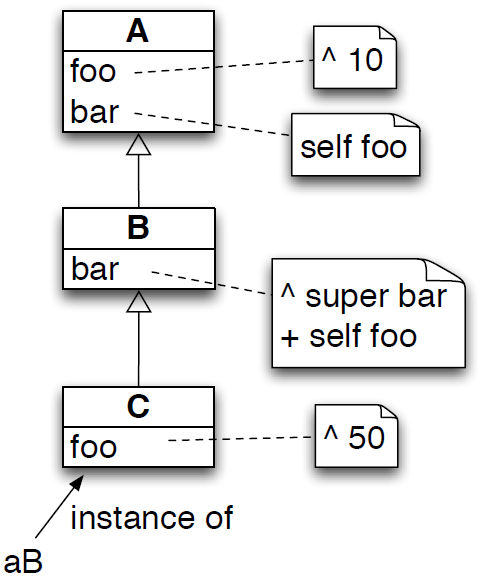 A
foo
^ 10
bar
self foo
B
bar
^ super bar
+ self foo
C
foo
^ 50
instance of
aB